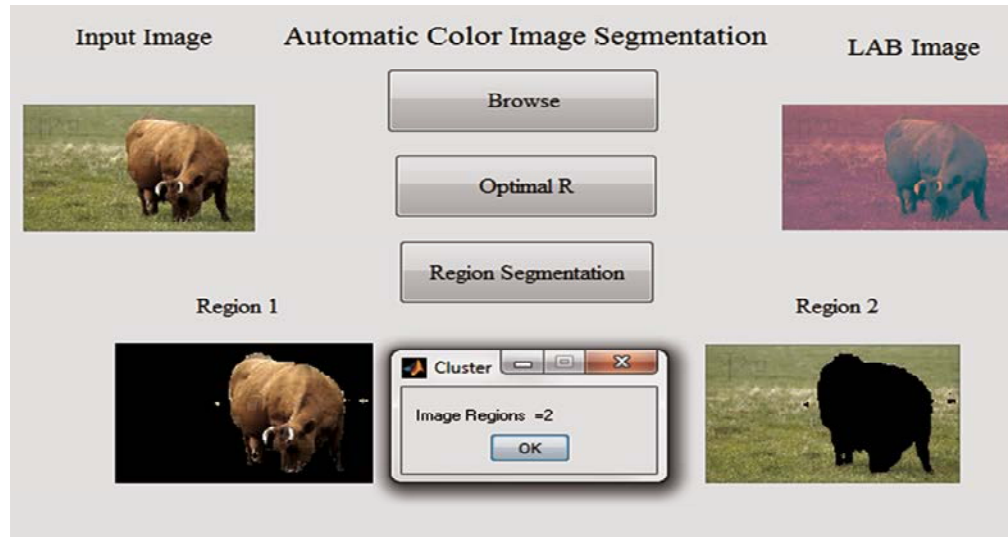 Input Image
Automatic Color Image Segmentation
LAB Image
Browse
Optimal R
Region Segmentation
Region 1
Region 2
Cluster
Image Regions =2
OK